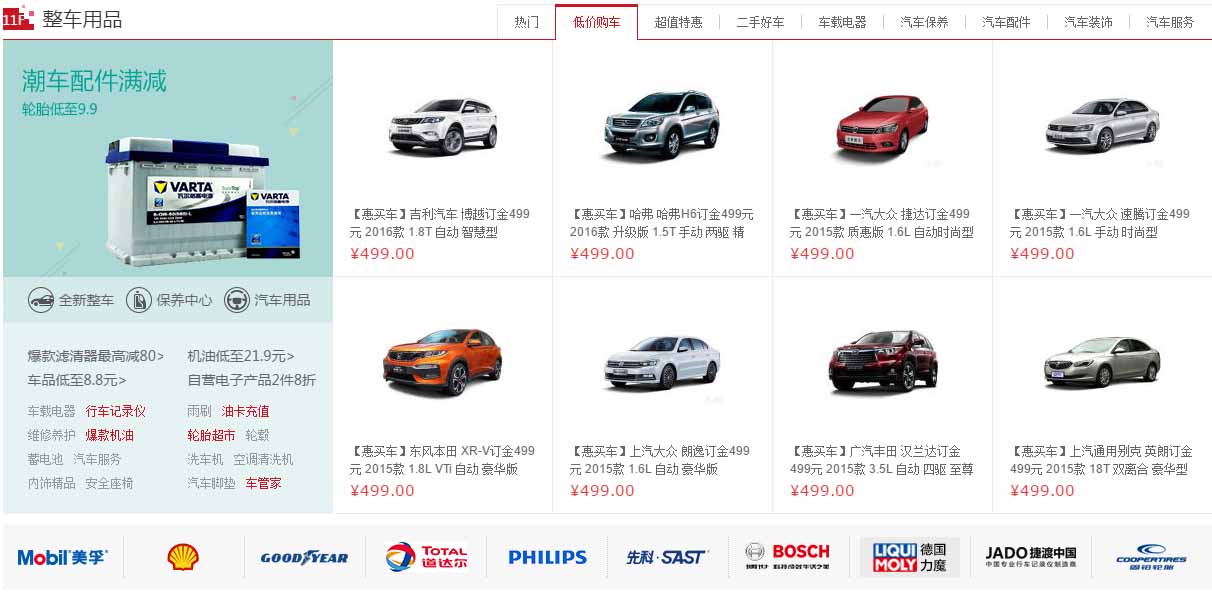 11F 整车用品
热门 低价购车 超值特惠 二手好车 车载电器 汽车保养 汽车配件 汽车装饰 汽车服务
潮车配件满减
轮胎低至9.9
VARTA
VARTA
全新整车 保养中心 汽车用品
爆款滤清器最高减80> 机油低至21.9元>
车品低至8.8元> 自营电子产品2件8折
车载电器 行车记录仪 雨刷 油卡充值
维修养护 爆款机油 轮胎超市 轮毂
蓄电池 汽车服务 洗车机 空调清洗机
内饰精品 安全座椅 汽车脚垫 车管家
【惠买车】吉利汽车 博越订金499
元 2016款 1.8T 自动 智慧型
¥499.00
【惠买车】哈弗 哈弗H6订金499元
2016款 升级版 1.5T 手动 两驱 精
¥499.00
【惠买车】一汽大众 捷达订金499
元 2015款 质惠版 1.6L 自动时尚型
¥499.00
【惠买车】一汽大众 速腾订金499
元 2015款 1.6L 手动 时尚型
¥499.00
【惠买车】东风本田 XR-V订金499
元 2015款 1.8L VTi 自动 豪华版
¥499.00
【惠买车】上汽大众 朗逸订金499
元 2015款 1.6L 自动 豪华版
¥499.00
【惠买车】广汽丰田 汉兰达订金
499元 2015款 3.5L 自动 四驱 至尊
¥499.00
【惠买车】上汽通用别克 英朗订金
499元 2015款 18T 双离合 豪华型
¥499.00
Mobil 美孚
GOODYEAR
TOTAL
道达尔
PHILIPS
先科·SAST
BOSCH
LIQUI MOLY 德国力魔
JADO 捷渡中国
中国专业行车记录仪制造商
COOPERTIRES
固铂轮胎